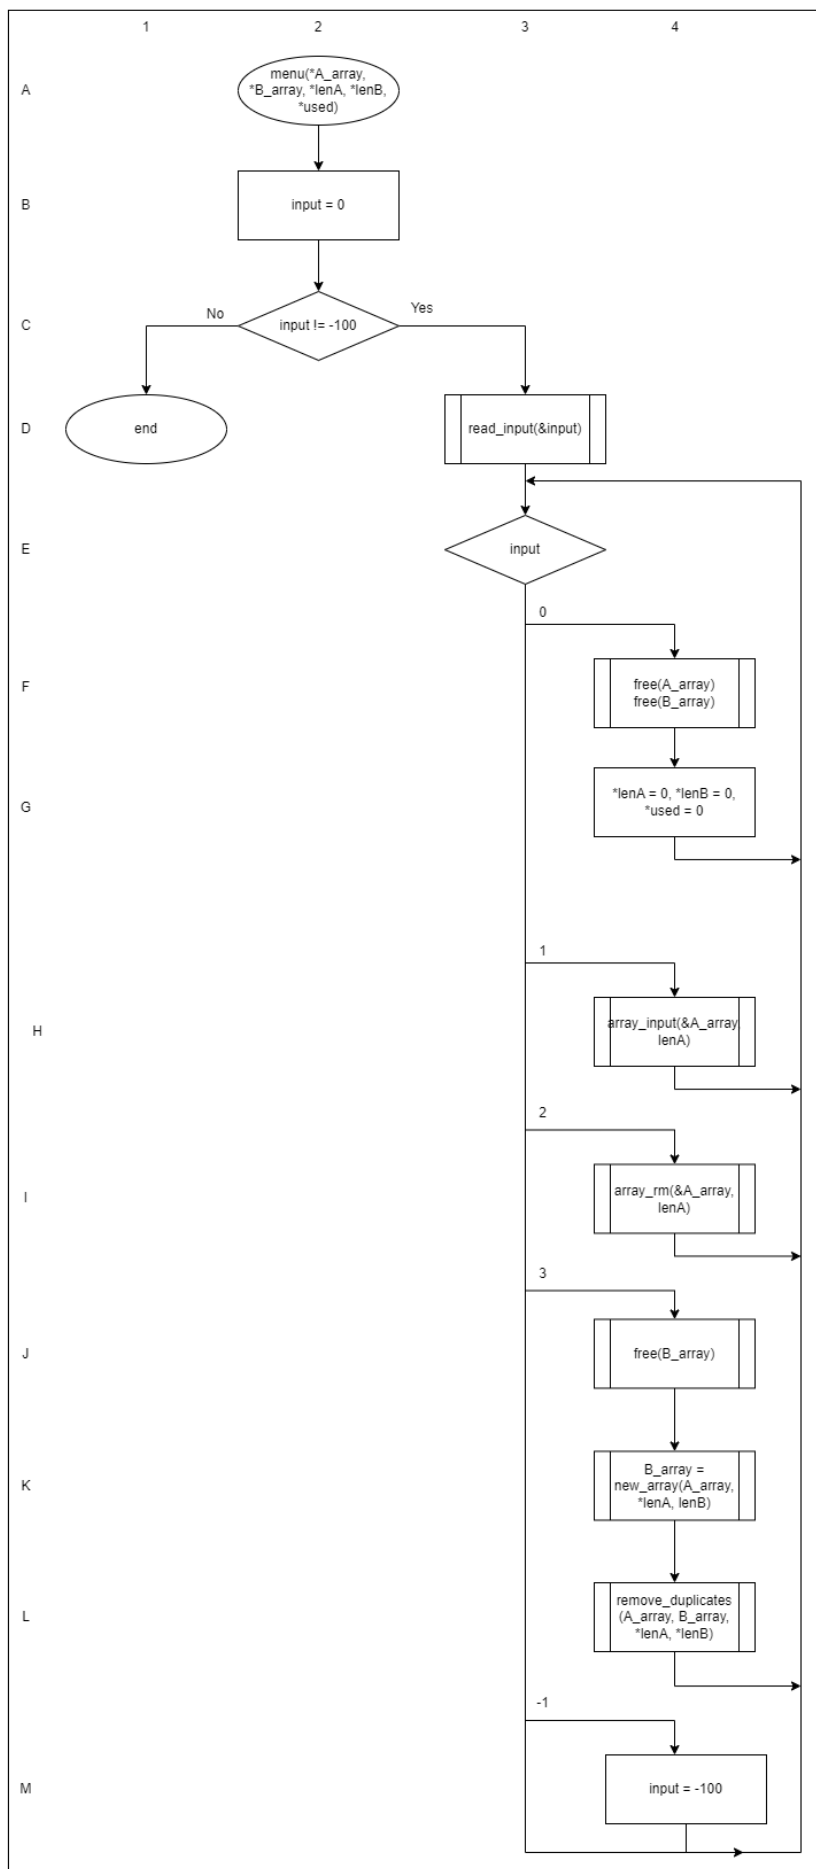 1
2
3
4
A
menu(*A_array,
*B_array, *lenA, *lenB,
*used)
B
input = 0
C
No
input != -100
Yes
D
end
read_input(&input)
E
input
0
F
free(A_array)
free(B_array)
G
*lenA = 0, *lenB = 0,
*used = 0
1
H
array_input(&A_array,
lenA)
2
I
array_rm(&A_array,
lenA)
3
J
free(B_array)
K
B_array =
new_array(A_array,
*lenA, lenB)
L
remove_duplicates
(A_array, B_array,
*lenA, *lenB)
-1
M
input = -100